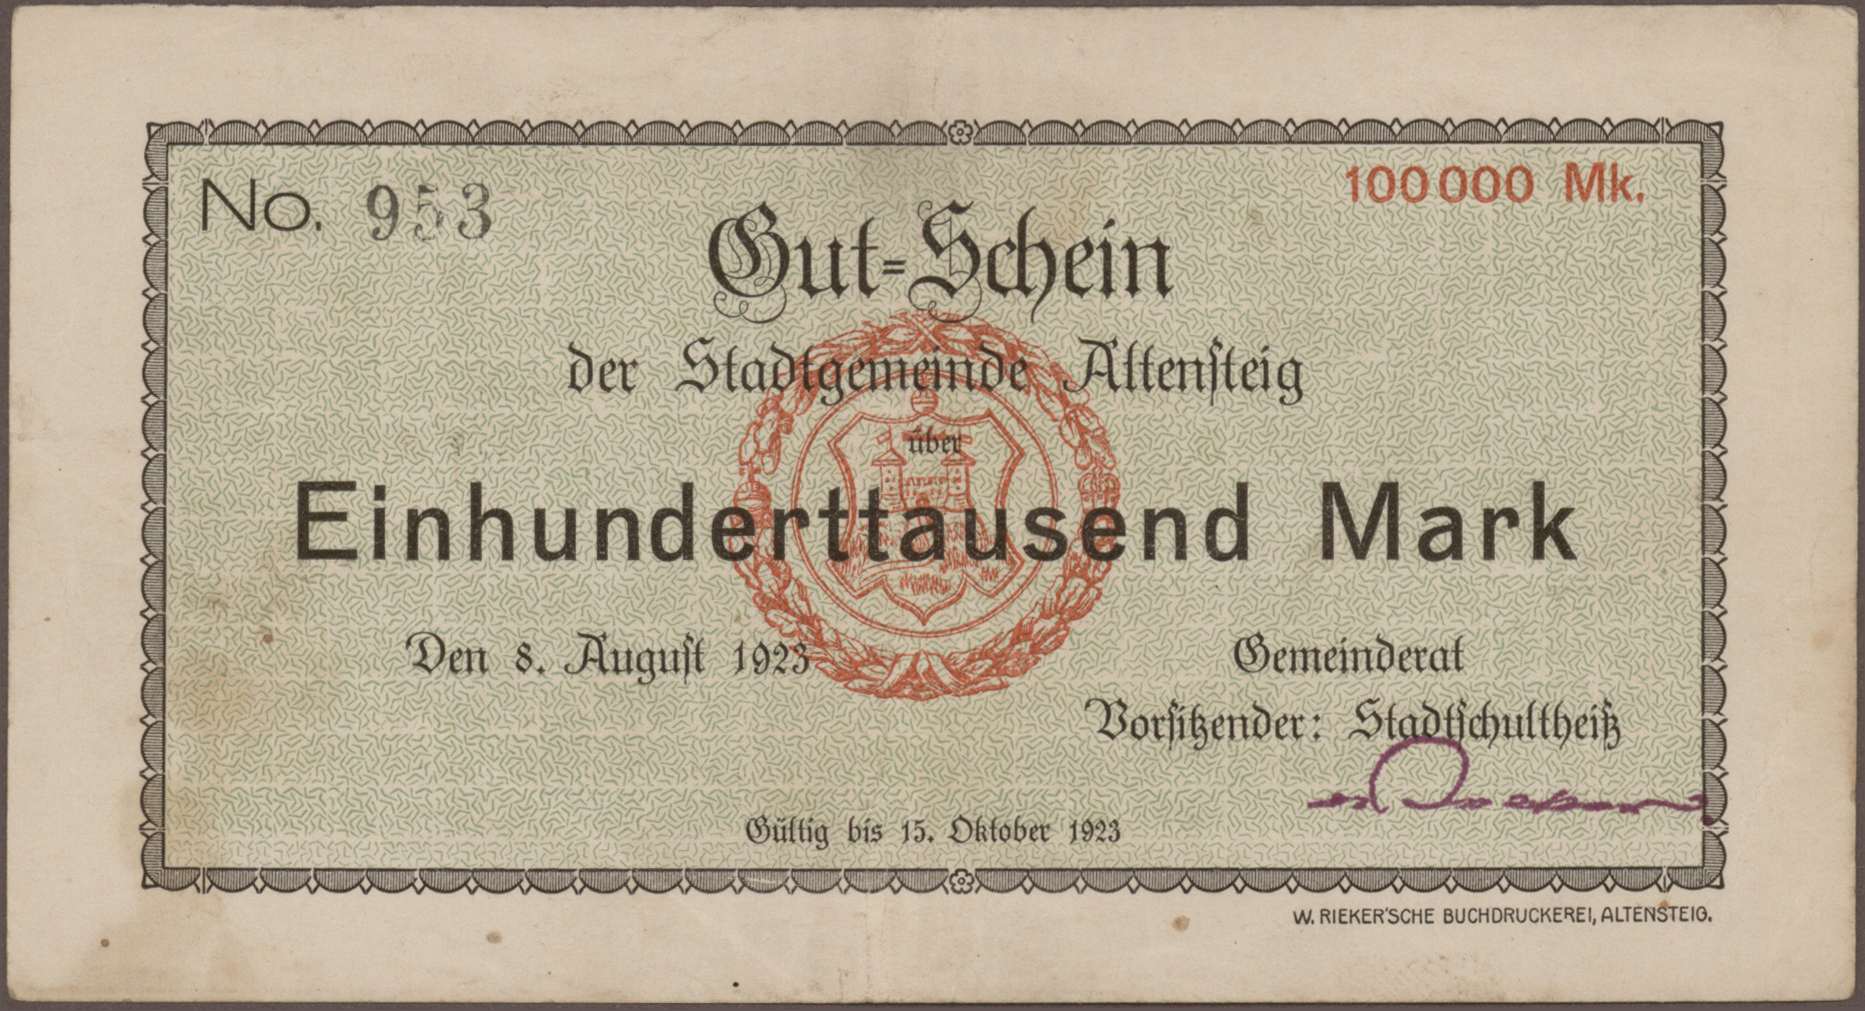 No. 953
100000 Mk.
Gut=Schein
der Stadtgemeinde Altensteig
über
Einhunderttausend Mark
Den 8. August 1923
Gemeinderat
Vorsitzender: Stadtschultheiß
Gültig bis 15. Oktober 1923
W. RIEKER'SCHE BUCHDRUCKEREI, ALTENSTEIG.